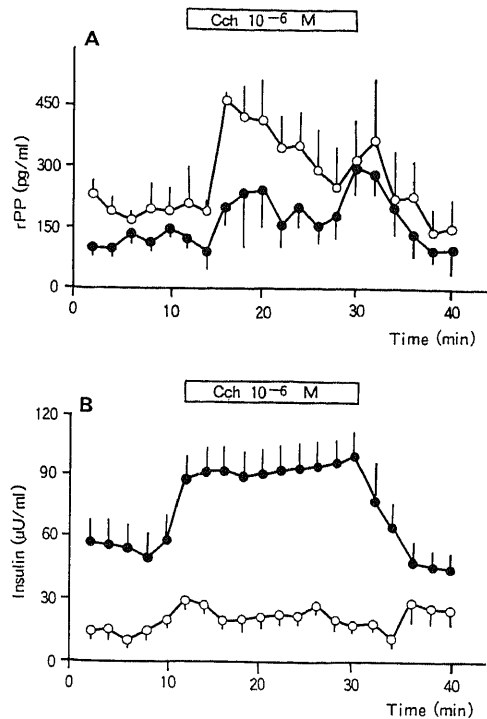 Cch 10⁻⁶ M
A
rPP (pg/ml)
450
300
150
0
0 10 20 30 40
Time (min)
Cch 10⁻⁶ M
B
Insulin (μU/ml)
120
90
60
30
0
0 10 20 30 40
Time (min)